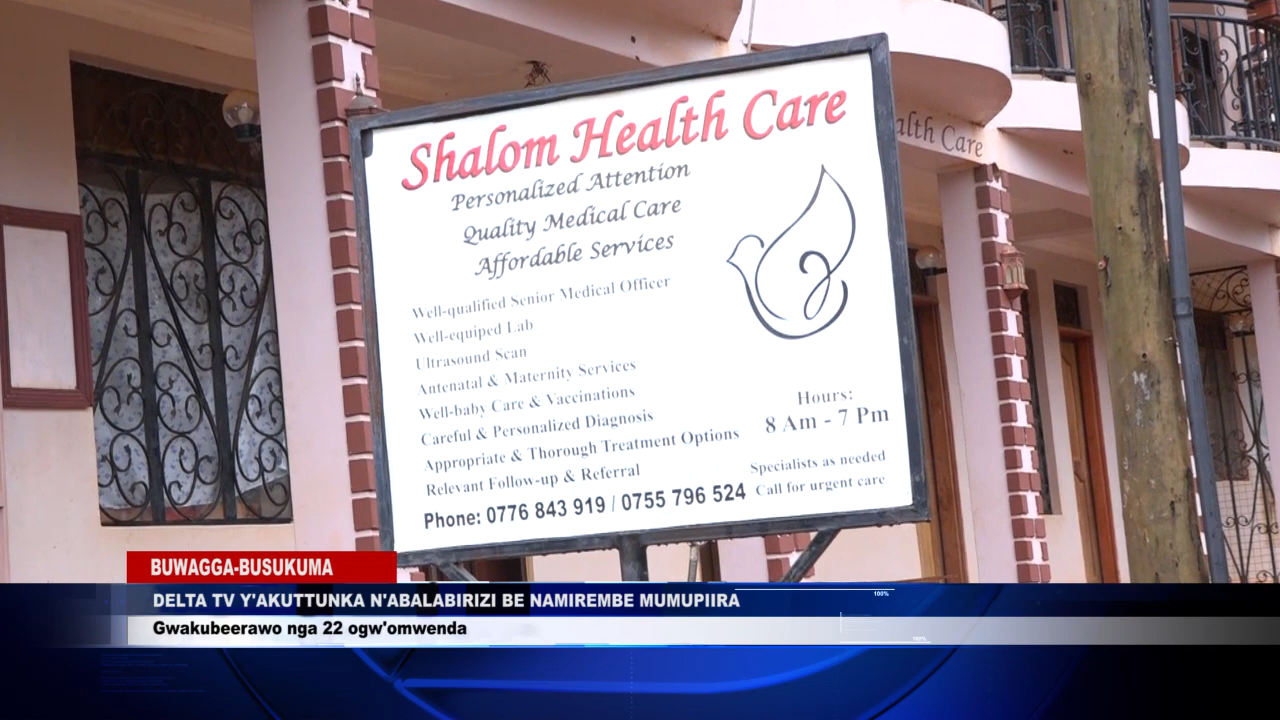 Shalom Health Care
Personalized Attention
Quality Medical Care
Affordable Services
Well-qualified Senior Medical Officer
Well-equiped Lab
Ultrasound Scan
Antenatal & Maternity Services
Well-baby Care & Vaccinations
Careful & Personalized Diagnosis
Appropriate & Thorough Treatment Options
Relevant Follow-up & Referral
Phone: 0776 843 919 / 0755 796 524
Hours:
8 Am - 7 Pm
Specialists as needed
Call for urgent care
alth Care
BUWAGGA-BUSUKUMA
DELTA TV Y'AKUTTUNKA N'ABALABIRIZI BE NAMIREMBE MUMUPIIRA
100%
Gwakubeerawo nga 22 ogw'omwenda
100%